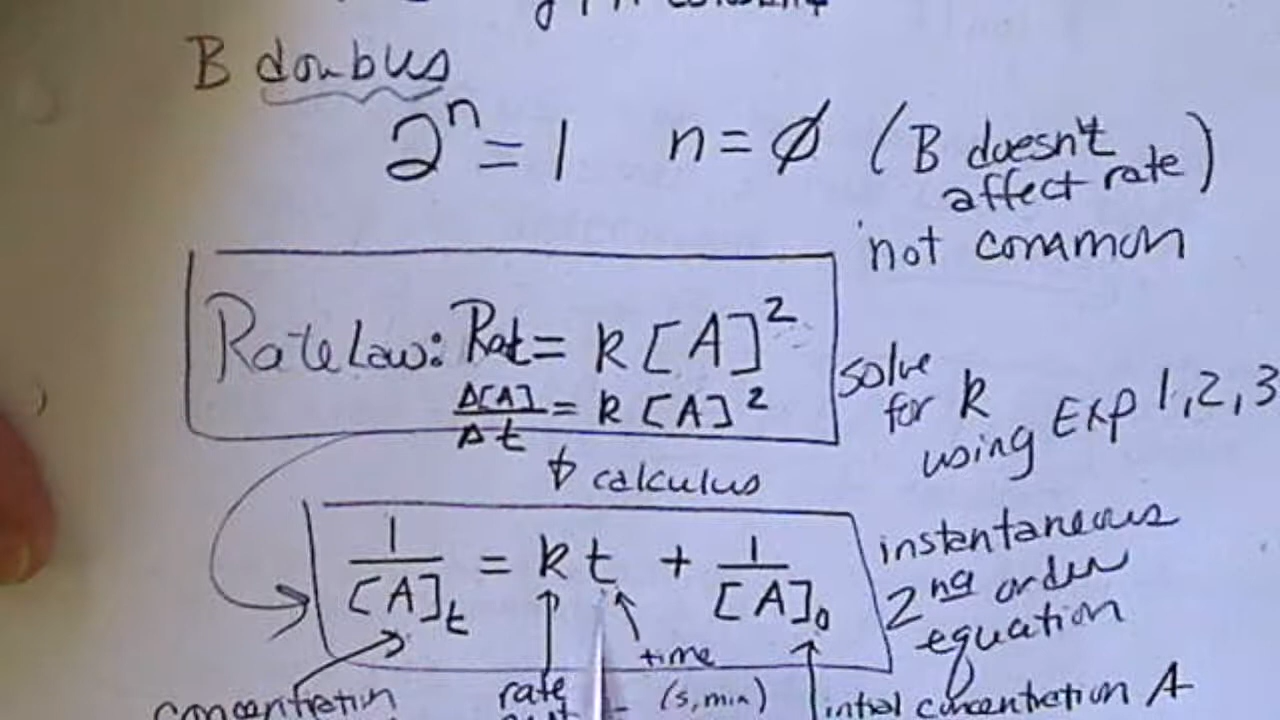 B doubles
2ⁿ = 1 n = ∅ (B doesn't affect rate)
not common
Rate Law: Rat = k[A]²
Δ[A]/Δt = k[A]²
solve for k using Exp 1,2,3
calculus
1/[A]t = kt + 1/[A]₀
instantaneous 2nd order equation
time (s, min)
concentration
rate
initial concentration A